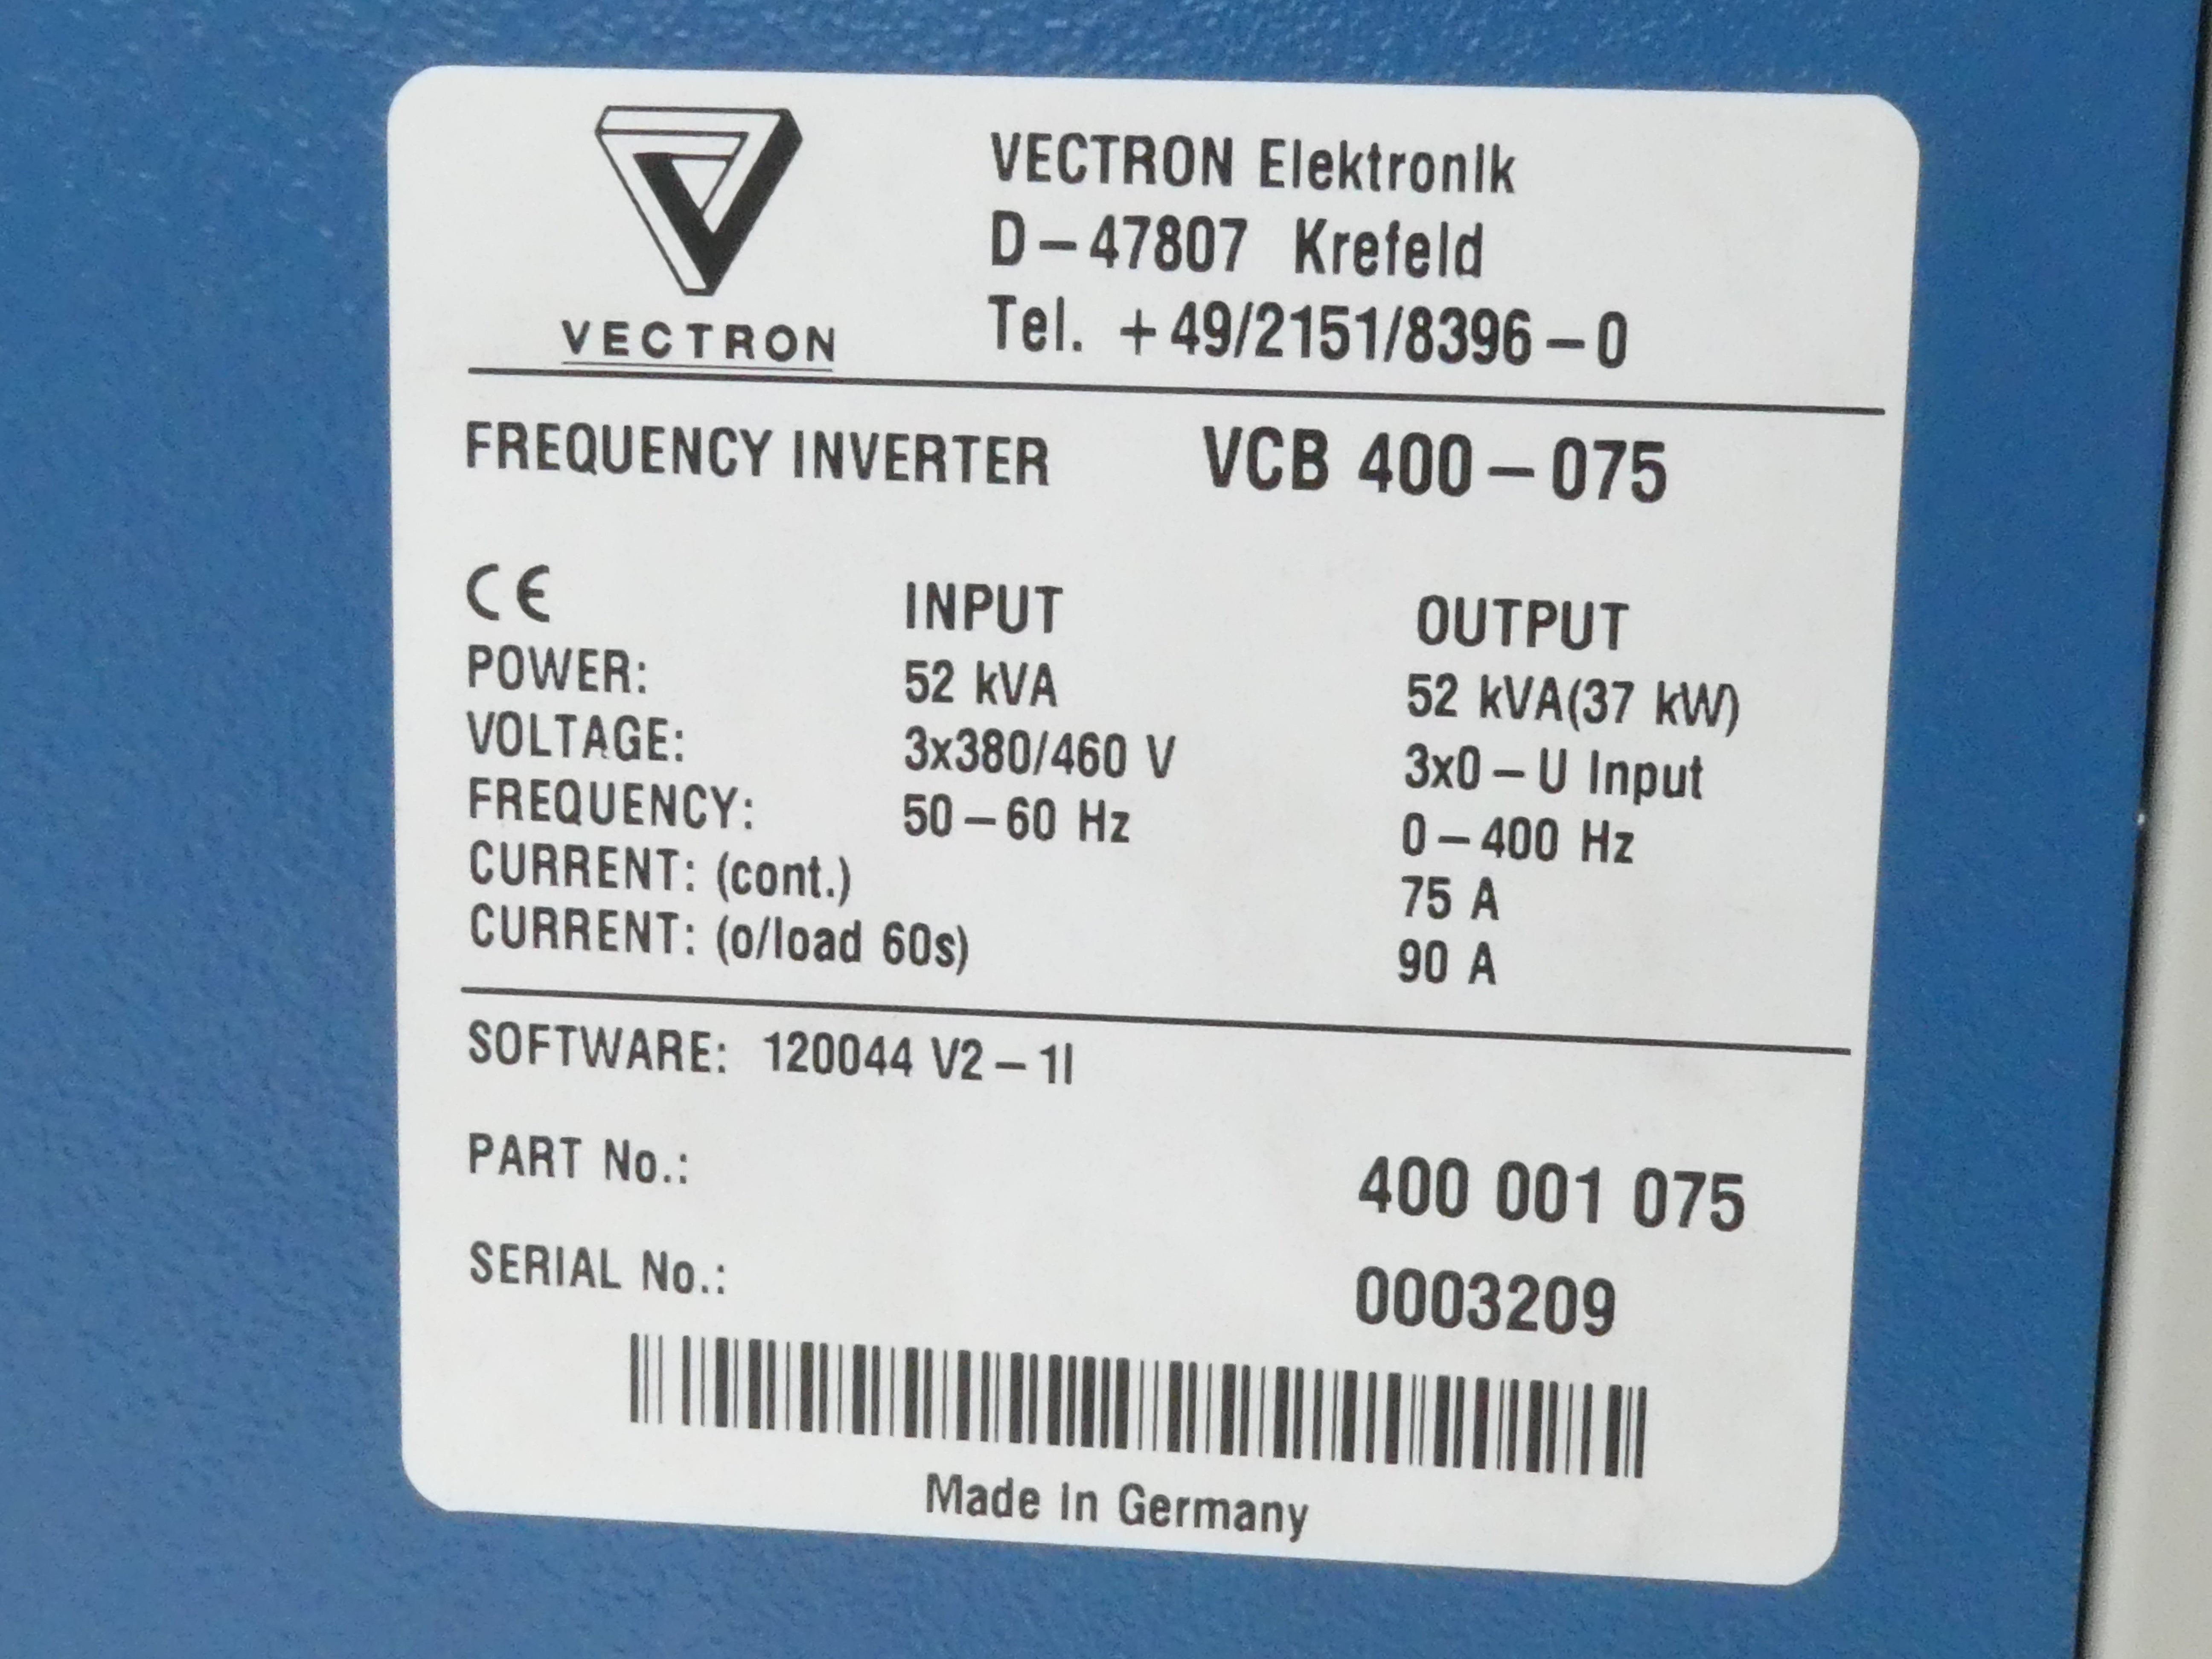 VECTRON
VECTRON Elektronik
D-47807 Krefeld
Tel. +49/2151/8396-0
FREQUENCY INVERTER VCB 400-075
CE INPUT OUTPUT
POWER: 52 kVA 52 kVA(37 kW)
VOLTAGE: 3x380/460 V 3x0-U Input
FREQUENCY: 50-60 Hz 0-400 Hz
CURRENT: (cont.) 75 A
CURRENT: (o/load 60s) 90 A
SOFTWARE: 120044 V2-1I
PART No.: 400 001 075
SERIAL No.: 0003209
Made in Germany